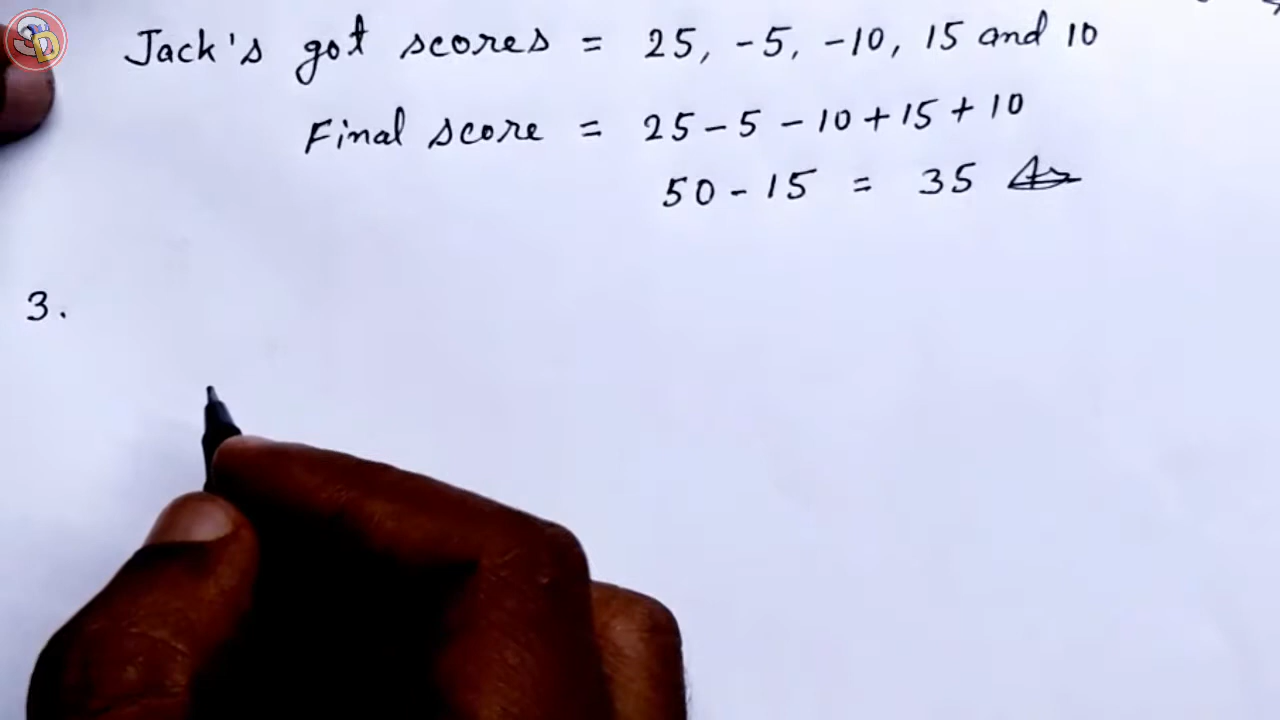 Jack's got scores = 25, -5, -10, 15 and 10
Final score = 25 - 5 - 10 + 15 + 10
50 - 15 = 35
3.